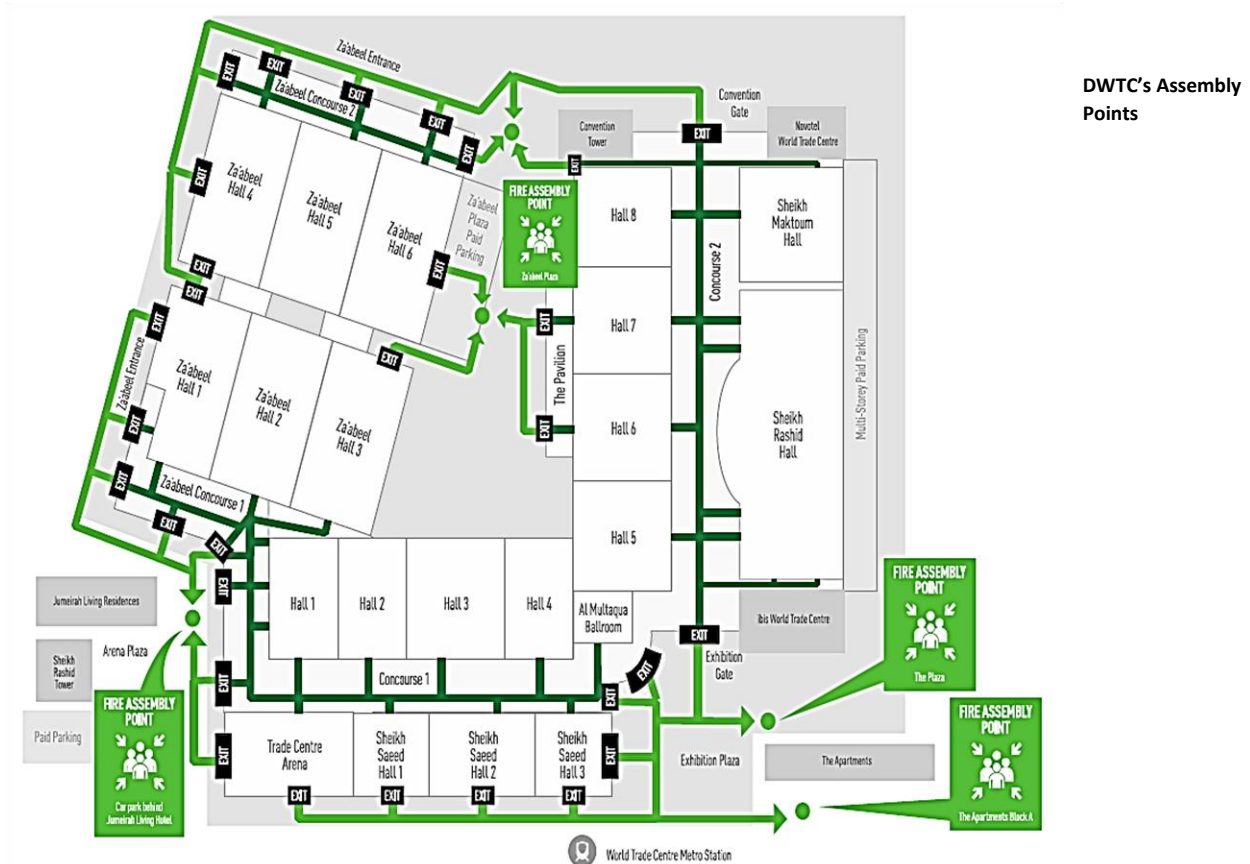 DWTC's Assembly
Points
Za'abeel Entrance
EXIT
EXIT
EXIT
EXIT
EXIT
Za'abeel Concourse 2
Convention
Gate
Convention
Tower
EXIT
Novotel
World Trade Centre
EXIT
EXIT
Za'abeel
Hall 4
Za'abeel
Hall 5
Za'abeel
Hall 6
Za'abeel
Plaza
Paid
Parking
FIRE ASSEMBLY
POINT
Za'abeel Plaza
Hall 8
Sheikh
Maktoum
Hall
Concourse 2
EXIT
EXIT
EXIT
EXIT
Za'abeel Entrance
Za'abeel
Hall 1
Za'abeel
Hall 2
Za'abeel
Hall 3
EXIT
EXIT
The Pavilion
EXIT
Hall 7
Hall 6
Sheikh
Rashid
Hall
Multi-Storey Paid Parking
EXIT
EXIT
EXIT
EXIT
Za'abeel Concourse 1
Hall 5
EXIT
Hall 1
Hall 2
Hall 3
Hall 4
Al Multaqua
Ballroom
EXIT
Ibis World Trade Centre
Exhibition
Gate
FIRE ASSEMBLY
POINT
The Plaza
Jumeirah Living Residences
Arena Plaza
Sheikh
Rashid
Tower
Paid Parking
FIRE ASSEMBLY
POINT
Car park behind
Jumeirah Living Hotel
EXIT
Concourse 1
EXIT
EXIT
EXIT
Trade Centre
Arena
Sheikh
Saeed
Hall 1
Sheikh
Saeed
Hall 2
Sheikh
Saeed
Hall 3
EXIT
Exhibition Plaza
The Apartments
FIRE ASSEMBLY
POINT
The Apartments Block A
EXIT
EXIT
EXIT
EXIT
World Trade Centre Metro Station